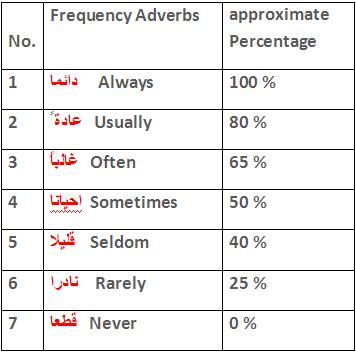 No. Frequency Adverbs approximate Percentage
1 دائما Always 100 %
2 عادة ً Usually 80 %
3 غالباً Often 65 %
4 احيانا Sometimes 50 %
5 قليلا Seldom 40 %
6 نادرا Rarely 25 %
7 قطعا Never 0 %